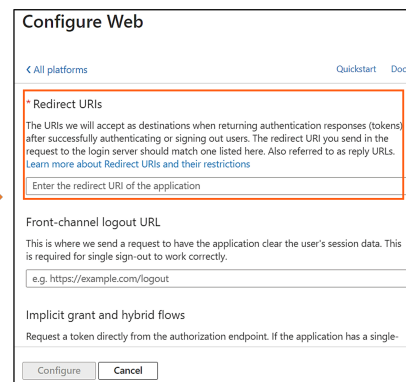 Configure Web
All platforms
Quickstart Doc
* Redirect URIs
The URIs we will accept as destinations when returning authentication responses (tokens)
after successfully authenticating or signing out users. The redirect URI you send in the
request to the login server should match one listed here. Also referred to as reply URLs.
Learn more about Redirect URIs and their restrictions
Enter the redirect URI of the application
Front-channel logout URL
This is where we send a request to have the application clear the user's session data. This
is required for single sign-out to work correctly.
e.g. https://example.com/logout
Implicit grant and hybrid flows
Request a token directly from the authorization endpoint. If the application has a single-
Configure Cancel